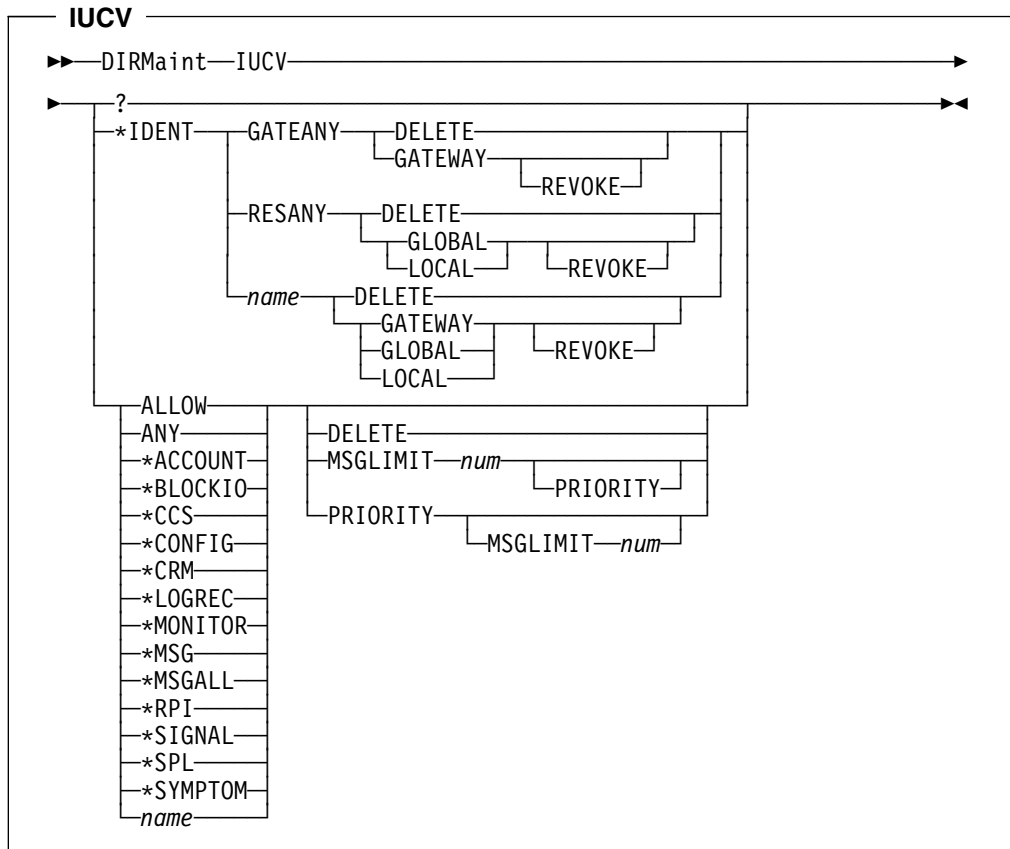 IUCV
DIRMaint IUCV
?
*IDENT GATEANY DELETE
GATEWAY
REVOKE
RESANY DELETE
GLOBAL
LOCAL REVOKE
name DELETE
GATEWAY
GLOBAL REVOKE
LOCAL
ALLOW
ANY DELETE
*ACCOUNT MSGLIMIT num
*BLOCKIO PRIORITY
*CCS PRIORITY
*CONFIG MSGLIMIT num
*CRM
*LOGREC
*MONITOR
*MSG
*MSGALL
*RPI
*SIGNAL
*SPL
*SYMPTOM
name